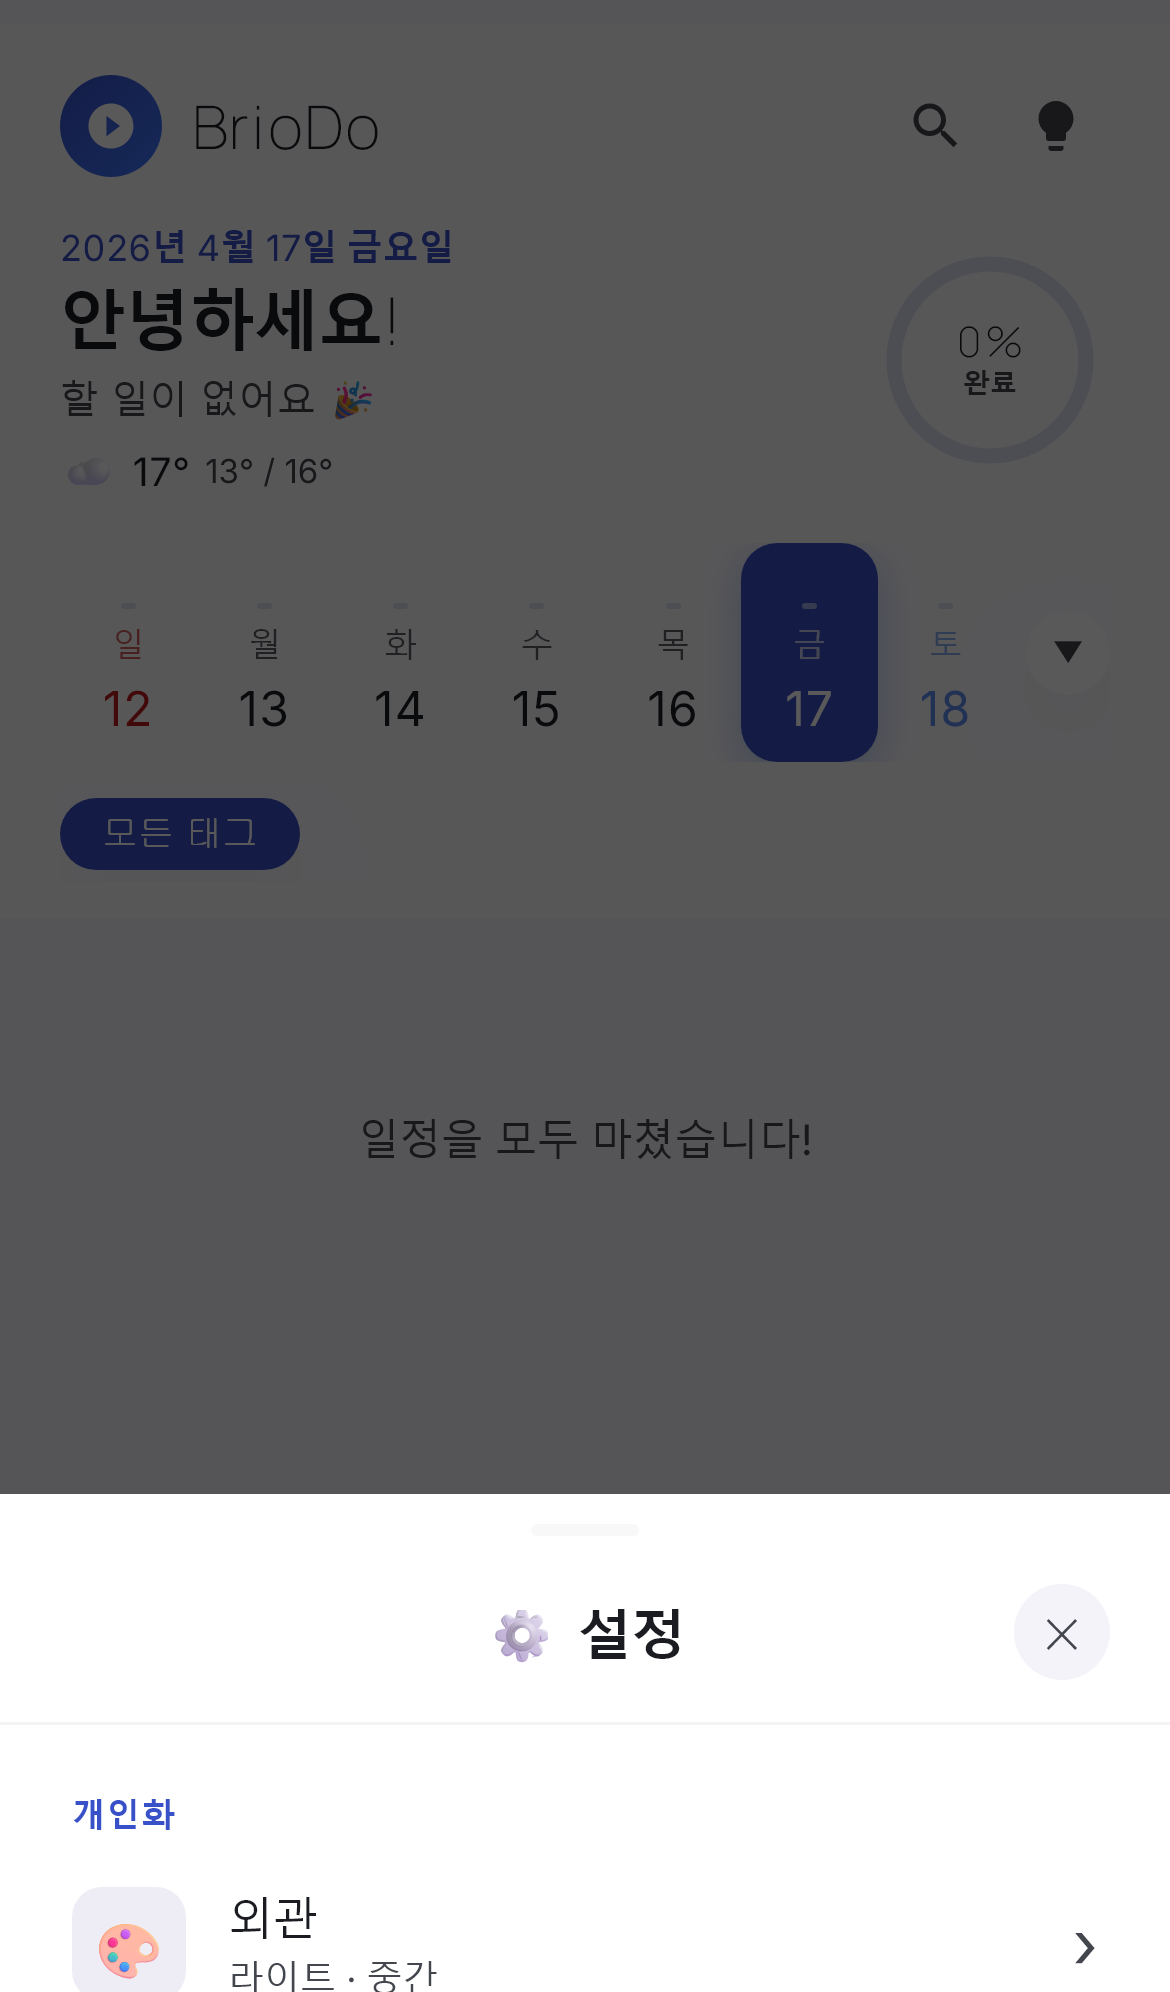 BrioDo
2026년 4월 17일 금요일
안녕하세요!
할 일이 없어요 🎉
0%
완료
17° 13° / 16°
일 월 화 수 목 금 토
12 13 14 15 16 17 18
모든 태그
일정을 모두 마쳤습니다!
⚙️ 설정
개인화
외관
라이트 · 중간